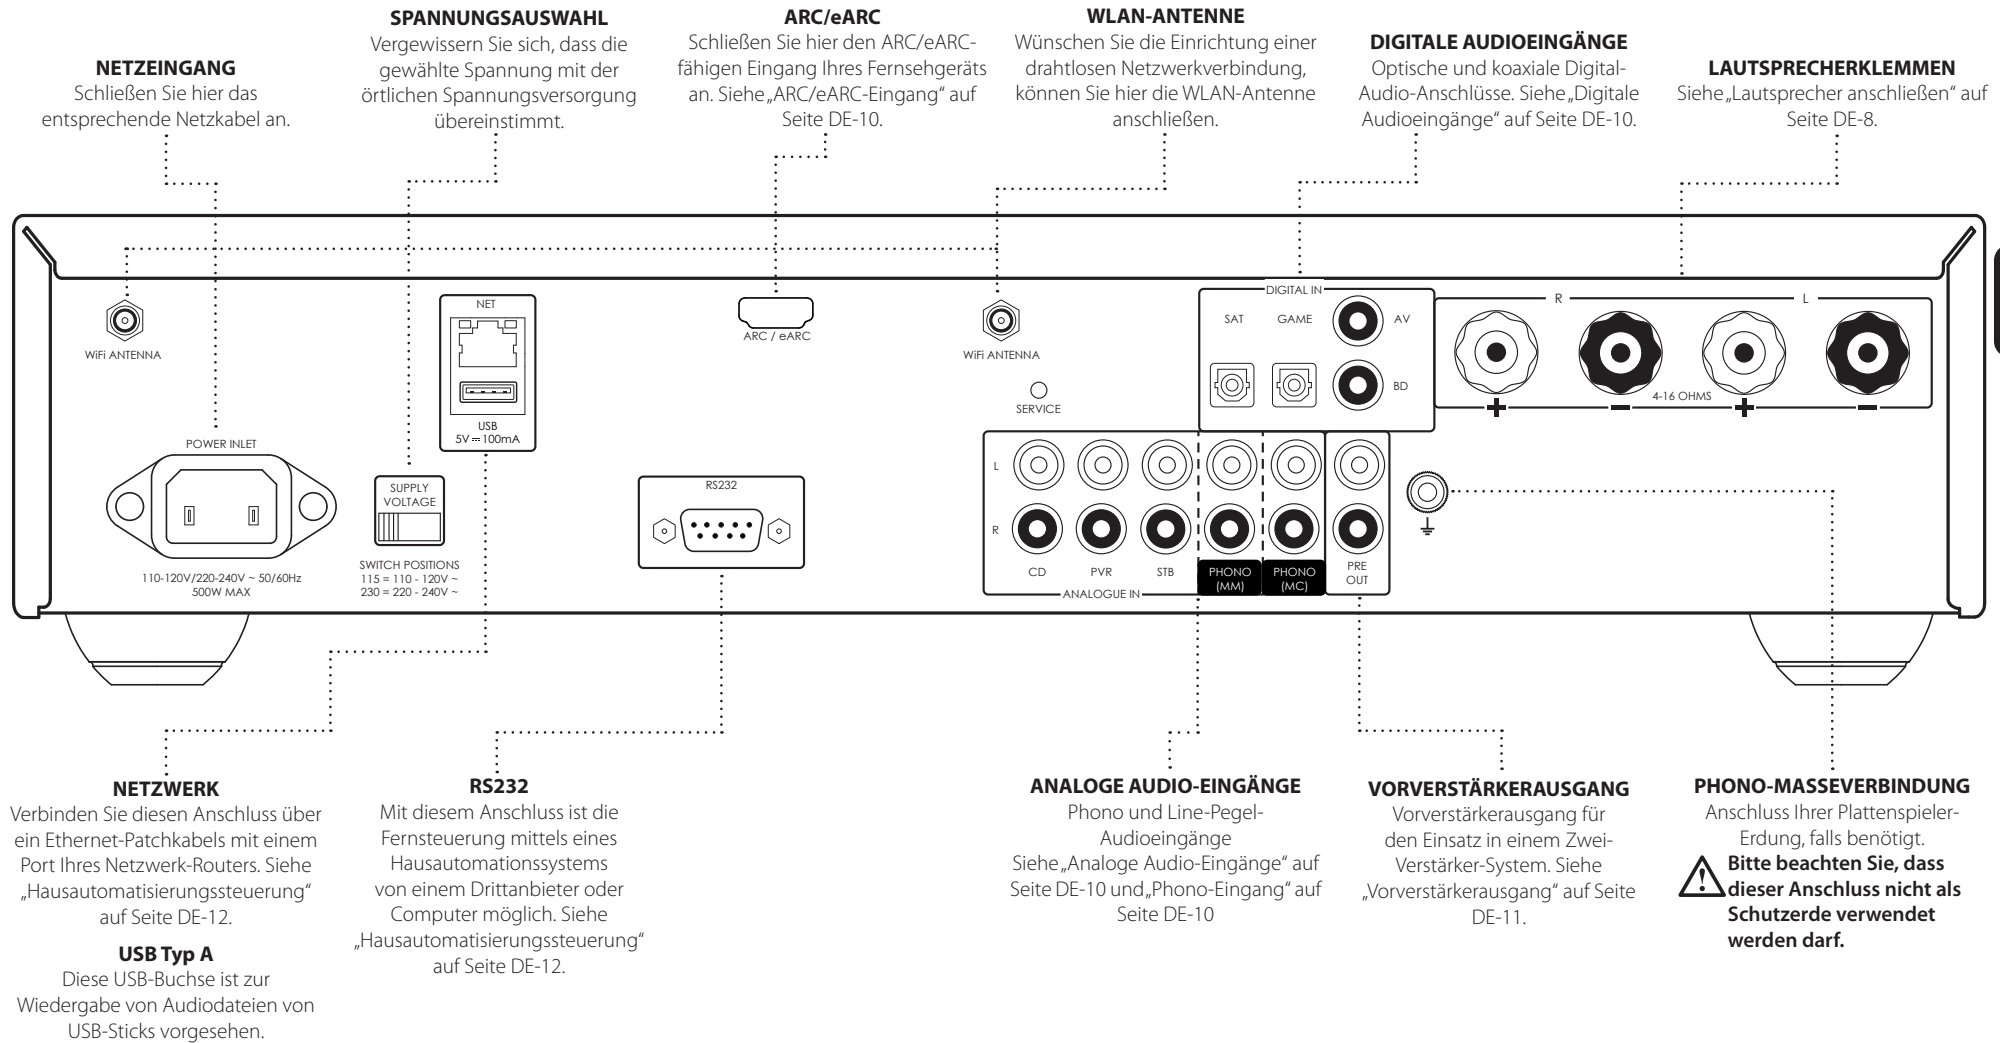 NETZEINGANG
Schließen Sie hier das
entsprechende Netzkabel an.
SPANNUNGSAUSWAHL
Vergewissern Sie sich, dass die
gewählte Spannung mit der
örtlichen Spannungsversorgung
übereinstimmt.
ARC/eARC
Schließen Sie hier den ARC/eARC-
fähigen Eingang Ihres Fernsehgeräts
an. Siehe „ARC/eARC-Eingang“ auf
Seite DE-10.
WLAN-ANTENNE
Wünschen Sie die Einrichtung einer
drahtlosen Netzwerkverbindung,
können Sie hier die WLAN-Antenne
anschließen.
DIGITALE AUDIOEINGÄNGE
Optische und koaxiale Digital-
Audio-Anschlüsse. Siehe „Digitale
Audioeingänge“ auf Seite DE-10.
LAUTSPRECHERKLEMMEN
Siehe „Lautsprecher anschließen“ auf
Seite DE-8.
WiFi ANTENNA
NET
USB
5V ⎓ 100mA
ARC / eARC
WiFi ANTENNA
SERVICE
DIGITAL IN
SAT
GAME
AV
BD
R
L
4-16 OHMS
+
−
+
−
POWER INLET
110-120V/220-240V ~ 50/60Hz
500W MAX
SUPPLY
VOLTAGE
SWITCH POSITIONS
115 = 110 - 120V ~
230 = 220 - 240V ~
RS232
L
R
CD
PVR
STB
PHONO
(MM)
PHONO
(MC)
PRE
OUT
ANALOGUE IN
NETZWERK
Verbinden Sie diesen Anschluss über
ein Ethernet-Patchkabels mit einem
Port Ihres Netzwerk-Routers. Siehe
„Hausautomatisierungssteuerung“
auf Seite DE-12.
USB Typ A
Diese USB-Buchse ist zur
Wiedergabe von Audiodateien von
USB-Sticks vorgesehen.
RS232
Mit diesem Anschluss ist die
Fernsteuerung mittels eines
Hausautomationssystems
von einem Drittanbieter oder
Computer möglich. Siehe
„Hausautomatisierungssteuerung“
auf Seite DE-12.
ANALOGE AUDIO-EINGÄNGE
Phono und Line-Pegel-
Audioeingänge
Siehe „Analoge Audio-Eingänge“ auf
Seite DE-10 und „Phono-Eingang“ auf
Seite DE-10
VORVERSTÄRKERAUSGANG
Vorverstärkerausgang für
den Einsatz in einem Zwei-
Verstärker-System. Siehe
„Vorverstärkerausgang“ auf Seite
DE-11.
PHONO-MASSEVERBINDUNG
Anschluss Ihrer Plattenspieler-
Erdung, falls benötigt.
Bitte beachten Sie, dass
dieser Anschluss nicht als
Schutzerde verwendet
werden darf.